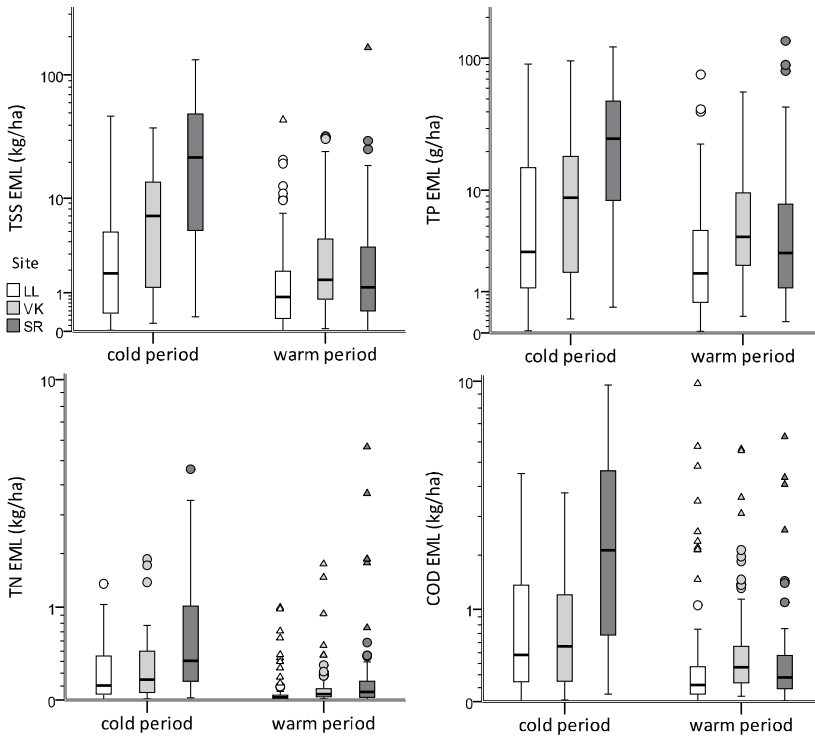 TSS EML (kg/ha)
100
10
1
0
Site
LL
VK
SR
cold period
warm period
TP EML (g/ha)
100
10
1
0
cold period
warm period
TN EML (kg/ha)
10
1
0
cold period
warm period
COD EML (kg/ha)
10
1
0
cold period
warm period